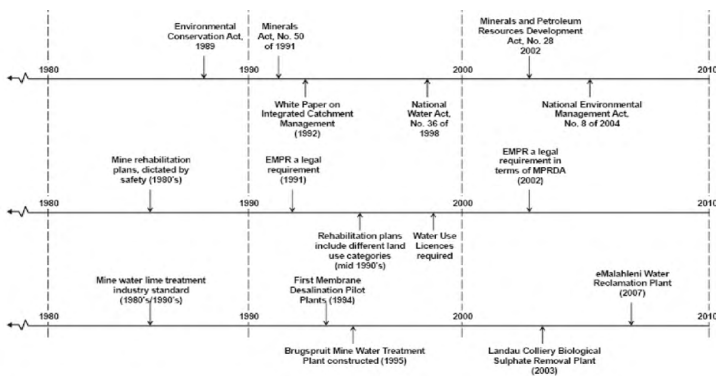 Environmental
Conservation Act,
1989
Minerals
Act, No. 50
of 1991
Minerals and Petroleum
Resources Development
Act, No. 28
2002
1980
1990
2000
2010
White Paper on
Integrated Catchment
Management
(1992)
National
Water Act,
No. 36 of
1998
National Environmental
Management Act,
No. 8 of 2004
Mine rehabilitation
plans, dictated by
safety (1980's)
EMPR a legal
requirement
(1991)
EMPR a legal
requirement in
terms of MPRDA
(2002)
1980
1990
2000
2010
Rehabilitation plans
include different land
use categories
(mid 1990's)
Water Use
Licences
required
Mine water lime treatment
industry standard
(1980's/1990's)
First Membrane
Desalination Pilot
Plants (1994)
eMalahleni Water
Reclamation Plant
(2007)
1980
1990
2000
2010
Brugspruit Mine Water Treatment
Plant constructed (1995)
Landau Colliery Biological
Sulphate Removal Plant
(2003)